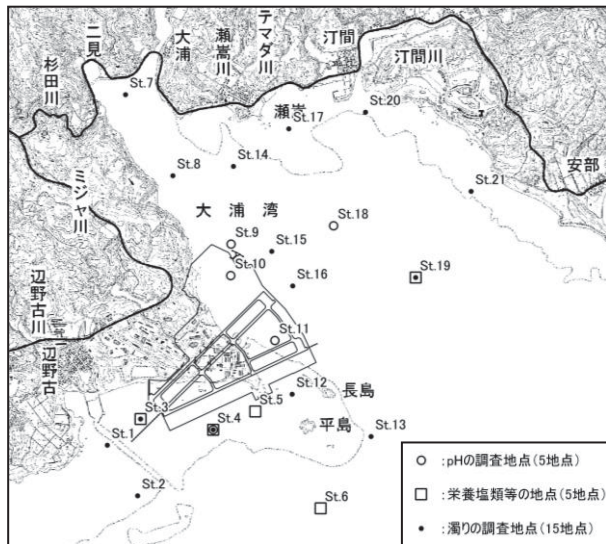 二見
大浦
瀬嵩川
テマダ川
汀間
汀間川
杉田川
St.7
瀬嵩
St.17
St.20
St.14
St.8
安部
St.21
ミジャ川
大浦湾
St.18
St.9
St.15
St.19
St.10
St.16
辺野古川
辺野古
St.11
St.12
長島
St.5
St.3
St.4
平島
St.13
St.1
St.2
St.6
○ :pHの調査地点(5地点)
□ :栄養塩類等の地点(5地点)
• :濁りの調査地点(15地点)